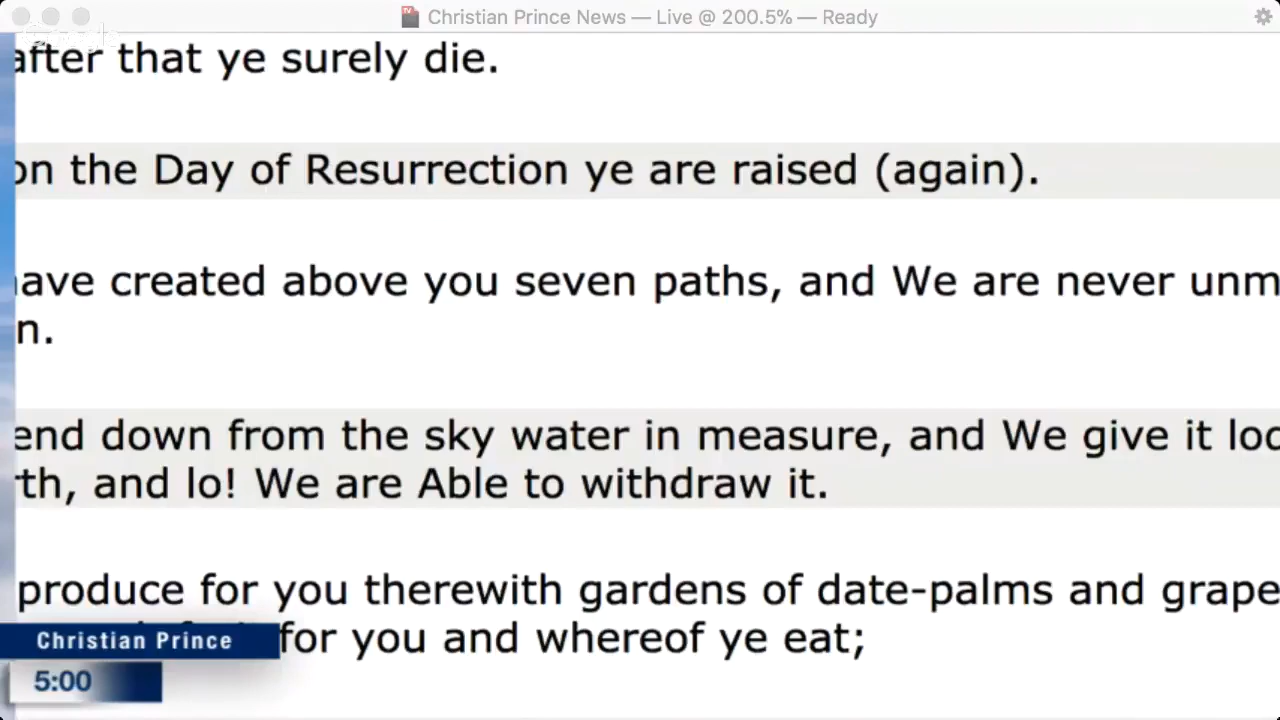 Christian Prince News — Live @ 200.5% — Ready
after that ye surely die.
on the Day of Resurrection ye are raised (again).
have created above you seven paths, and We are never unm
n.
end down from the sky water in measure, and We give it lod
rth, and lo! We are Able to withdraw it.
produce for you therewith gardens of date-palms and grape
for you and whereof ye eat;
Christian Prince
5:00